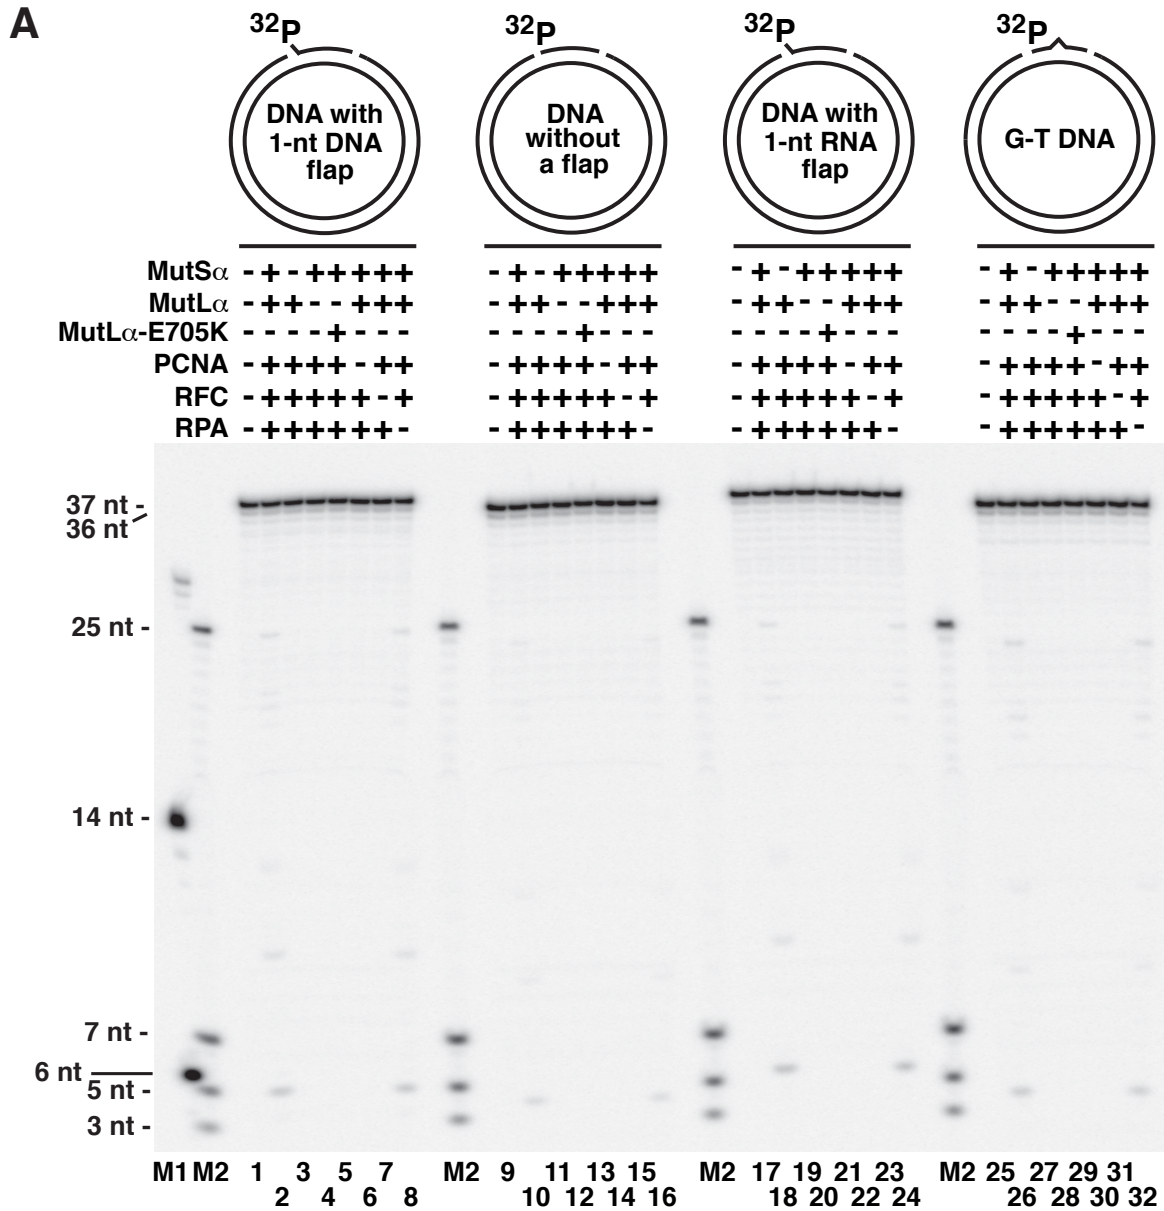 A
32P 32P 32P 32P
DNA with 1-nt DNA flap
DNA without a flap
DNA with 1-nt RNA flap
G-T DNA
MutSα - + - + + + + + - + - + + + + + - + - + + + + + - + - + + + + +
MutLα - + + - - + + + - + + - - + + + - + + - - + + + - + + - - + + +
MutLα-E705K - - - - + - - - - - - - + - - - - - - - + - - - - - - - + - - -
PCNA - + + + + - + + - + + + + - + + - + + + + - + + - + + + + - + +
RFC - + + + + + - + - + + + + + - + - + + + + + - + - + + + + + - +
RPA - + + + + + + - - + + + + + + - - + + + + + + - - + + + + + + -
37 nt -
36 nt
25 nt -
14 nt -
7 nt -
6 nt
5 nt -
3 nt -
M1 M2 1 3 5 7 M2 9 11 13 15 M2 17 19 21 23 M2 25 27 29 31
2 4 6 8 10 12 14 16 18 20 22 24 26 28 30 32